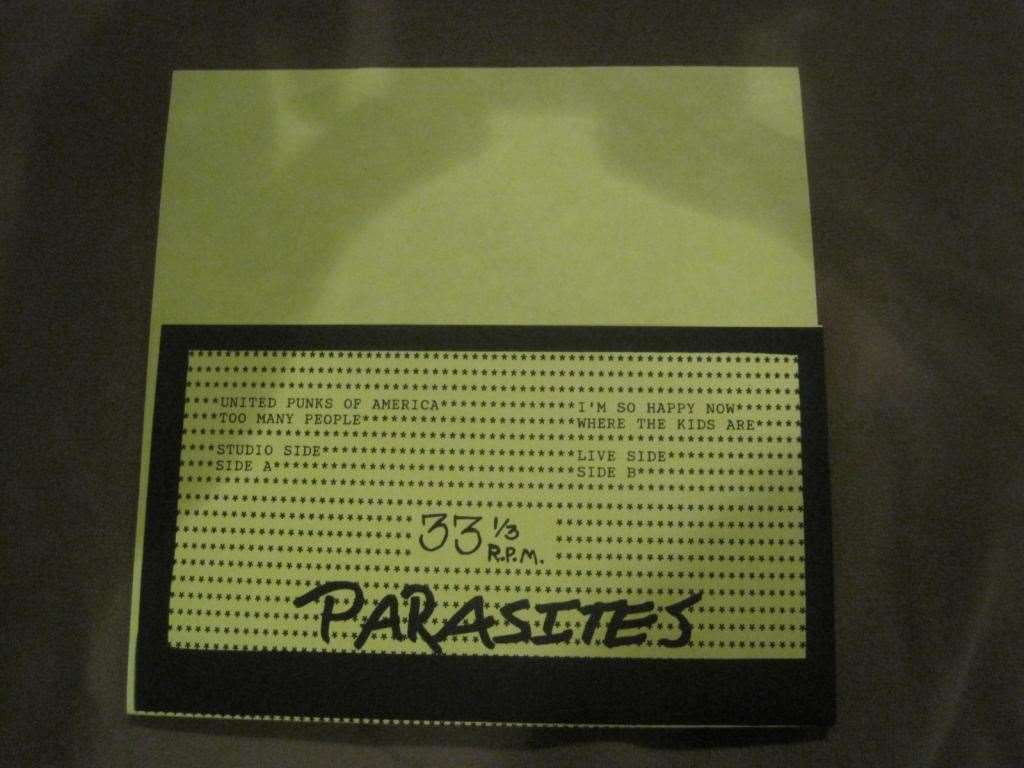 UNITED PUNKS OF AMERICA
TOO MANY PEOPLE
STUDIO SIDE
SIDE A
I'M SO HAPPY NOW
WHERE THE KIDS ARE
LIVE SIDE
SIDE B
33 1/3
R.P.M.
PARASITES